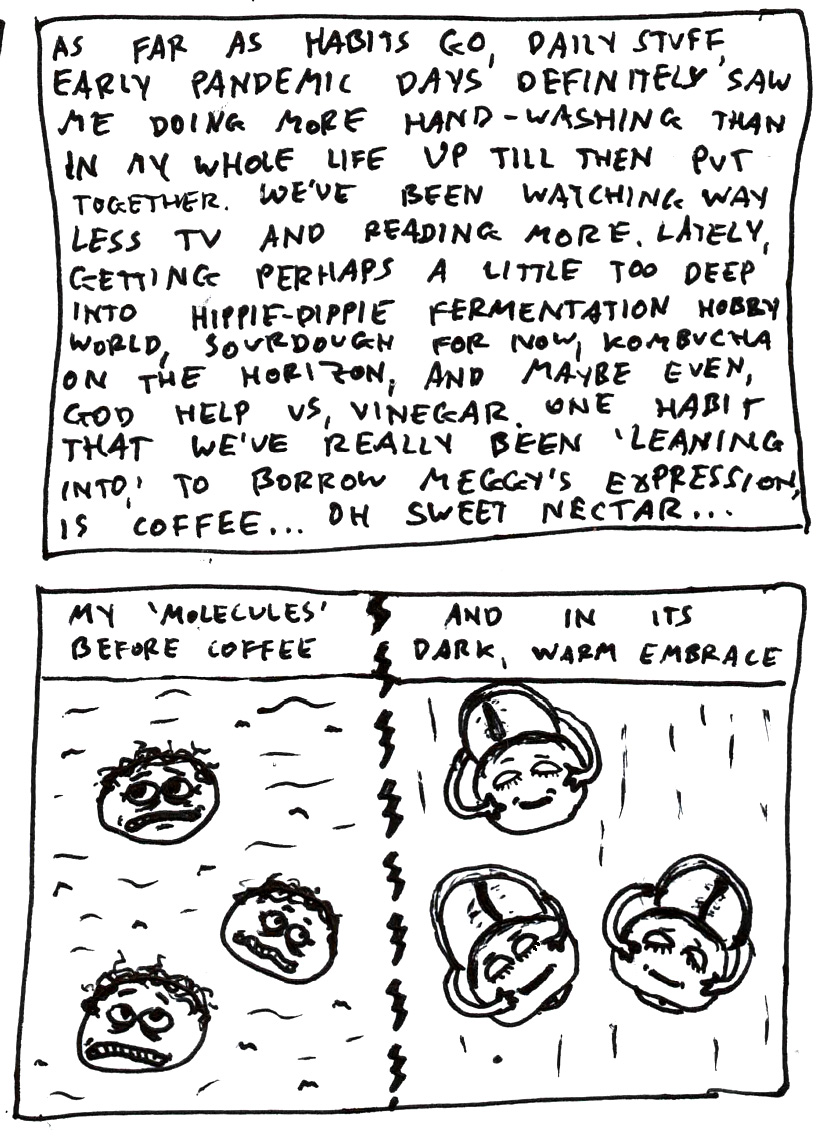 AS FAR AS HABITS GO, DAILY STUFF,
EARLY PANDEMIC DAYS DEFINITELY SAW
ME DOING MORE HAND-WASHING THAN
IN MY WHOLE LIFE UP TILL THEN PUT
TOGETHER. WE'VE BEEN WATCHING WAY
LESS TV AND READING MORE. LATELY,
GETTING PERHAPS A LITTLE TOO DEEP
INTO HIPPIE-DIPPIE FERMENTATION HOBBY
WORLD, SOURDOUGH FOR NOW, KOMBUCHA
ON THE HORIZON, AND MAYBE EVEN,
GOD HELP US, VINEGAR. ONE HABIT
THAT WE'VE REALLY BEEN 'LEANING
INTO,' TO BORROW MEGGY'S EXPRESSION,
IS COFFEE... OH SWEET NECTAR...
MY 'MOLECULES'
BEFORE COFFEE
AND IN ITS
DARK, WARM EMBRACE